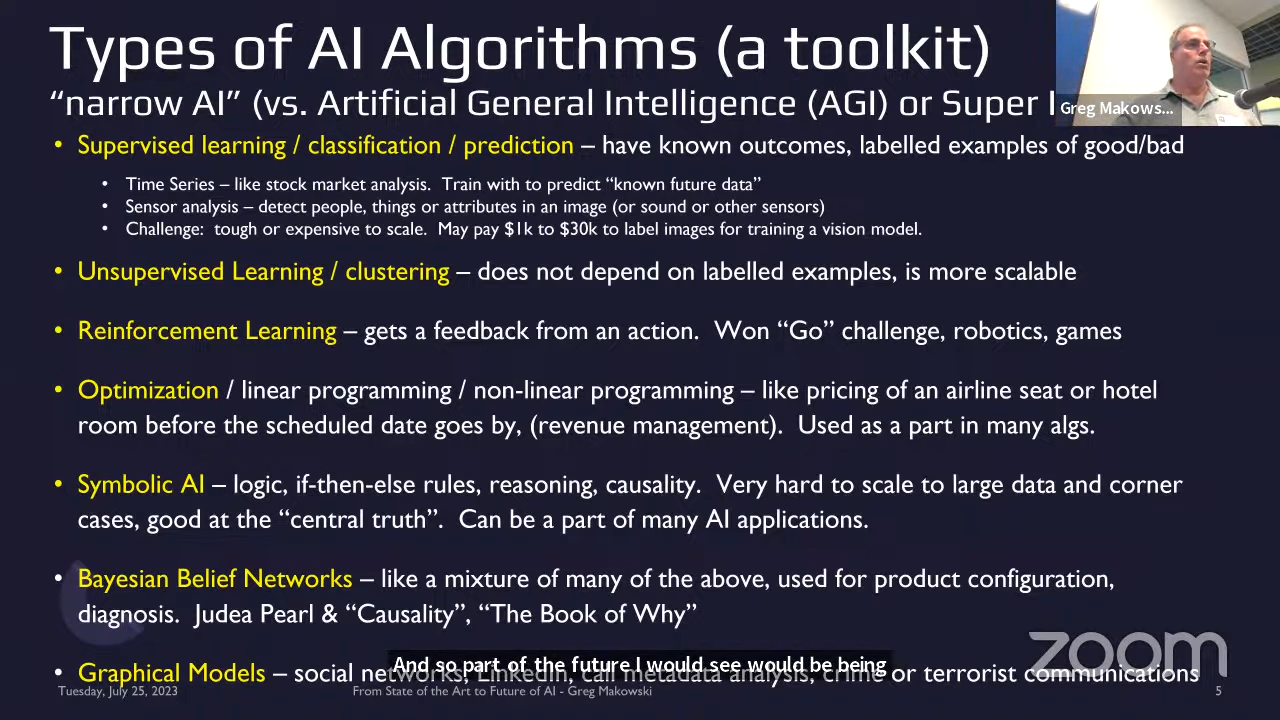 Types of AI Algorithms (a toolkit)
“narrow AI” (vs. Artificial General Intelligence (AGI) or Super I
Greg Makows...
• Supervised learning / classification / prediction – have known outcomes, labelled examples of good/bad
• Time Series – like stock market analysis. Train with to predict “known future data”
• Sensor analysis – detect people, things or attributes in an image (or sound or other sensors)
• Challenge: tough or expensive to scale. May pay $1k to $30k to label images for training a vision model.
• Unsupervised Learning / clustering – does not depend on labelled examples, is more scalable
• Reinforcement Learning – gets a feedback from an action. Won “Go” challenge, robotics, games
• Optimization / linear programming / non-linear programming – like pricing of an airline seat or hotel
room before the scheduled date goes by, (revenue management). Used as a part in many algs.
• Symbolic AI – logic, if-then-else rules, reasoning, causality. Very hard to scale to large data and corner
cases, good at the “central truth”. Can be a part of many AI applications.
• Bayesian Belief Networks – like a mixture of many of the above, used for product configuration,
diagnosis. Judea Pearl & “Causality”, “The Book of Why”
zoom
And so part of the future I would see would be being
• Graphical Models – social networks, LinkedIn, call metadata analysis, crime or terrorist communications
Tuesday, July 25, 2023
From State of the Art to Future of AI - Greg Makowski
5